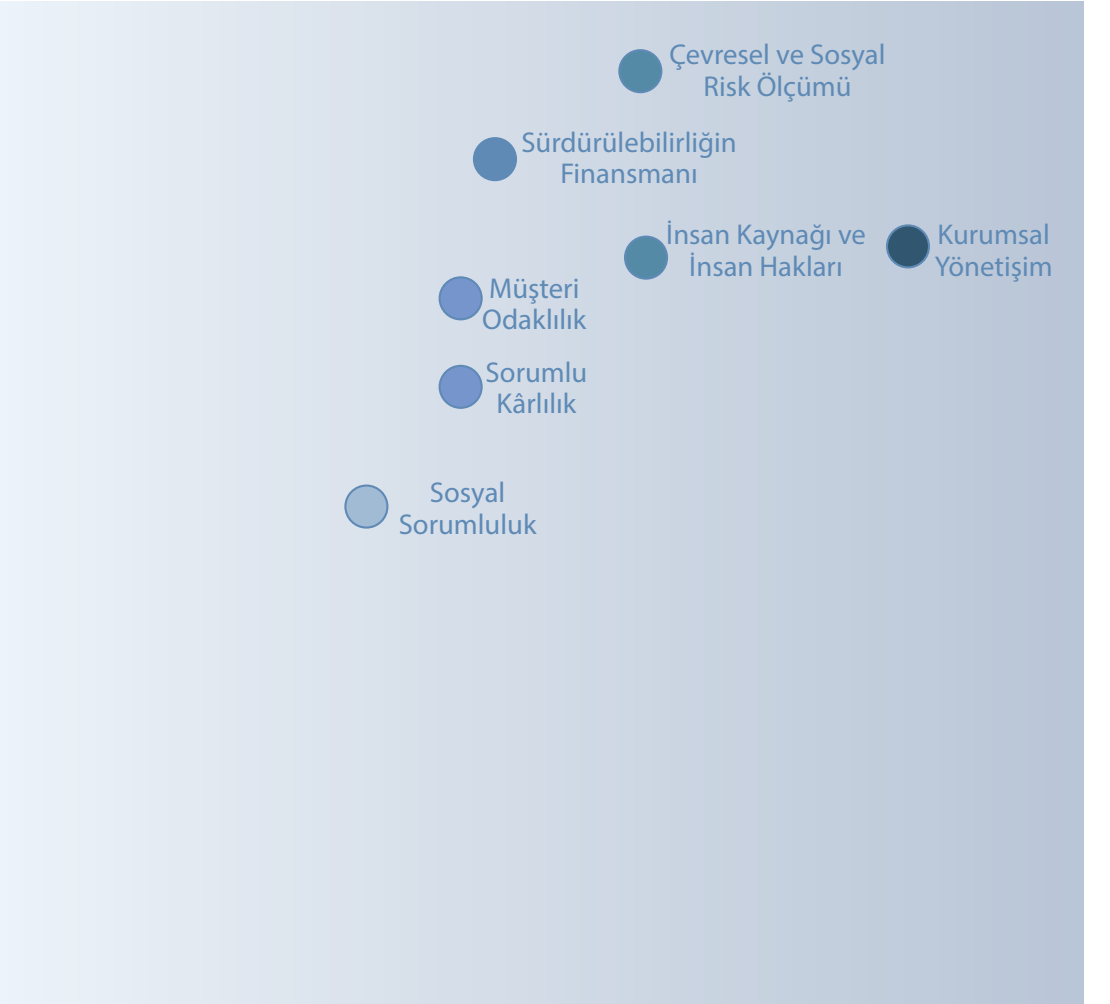 Çevresel ve Sosyal
Risk Ölçümü
Sürdürülebilirliğin
Finansmanı
İnsan Kaynağı ve
İnsan Hakları
Kurumsal
Yönetişim
Müşteri
Odaklılık
Sorumlu
Kârlılık
Sosyal
Sorumluluk